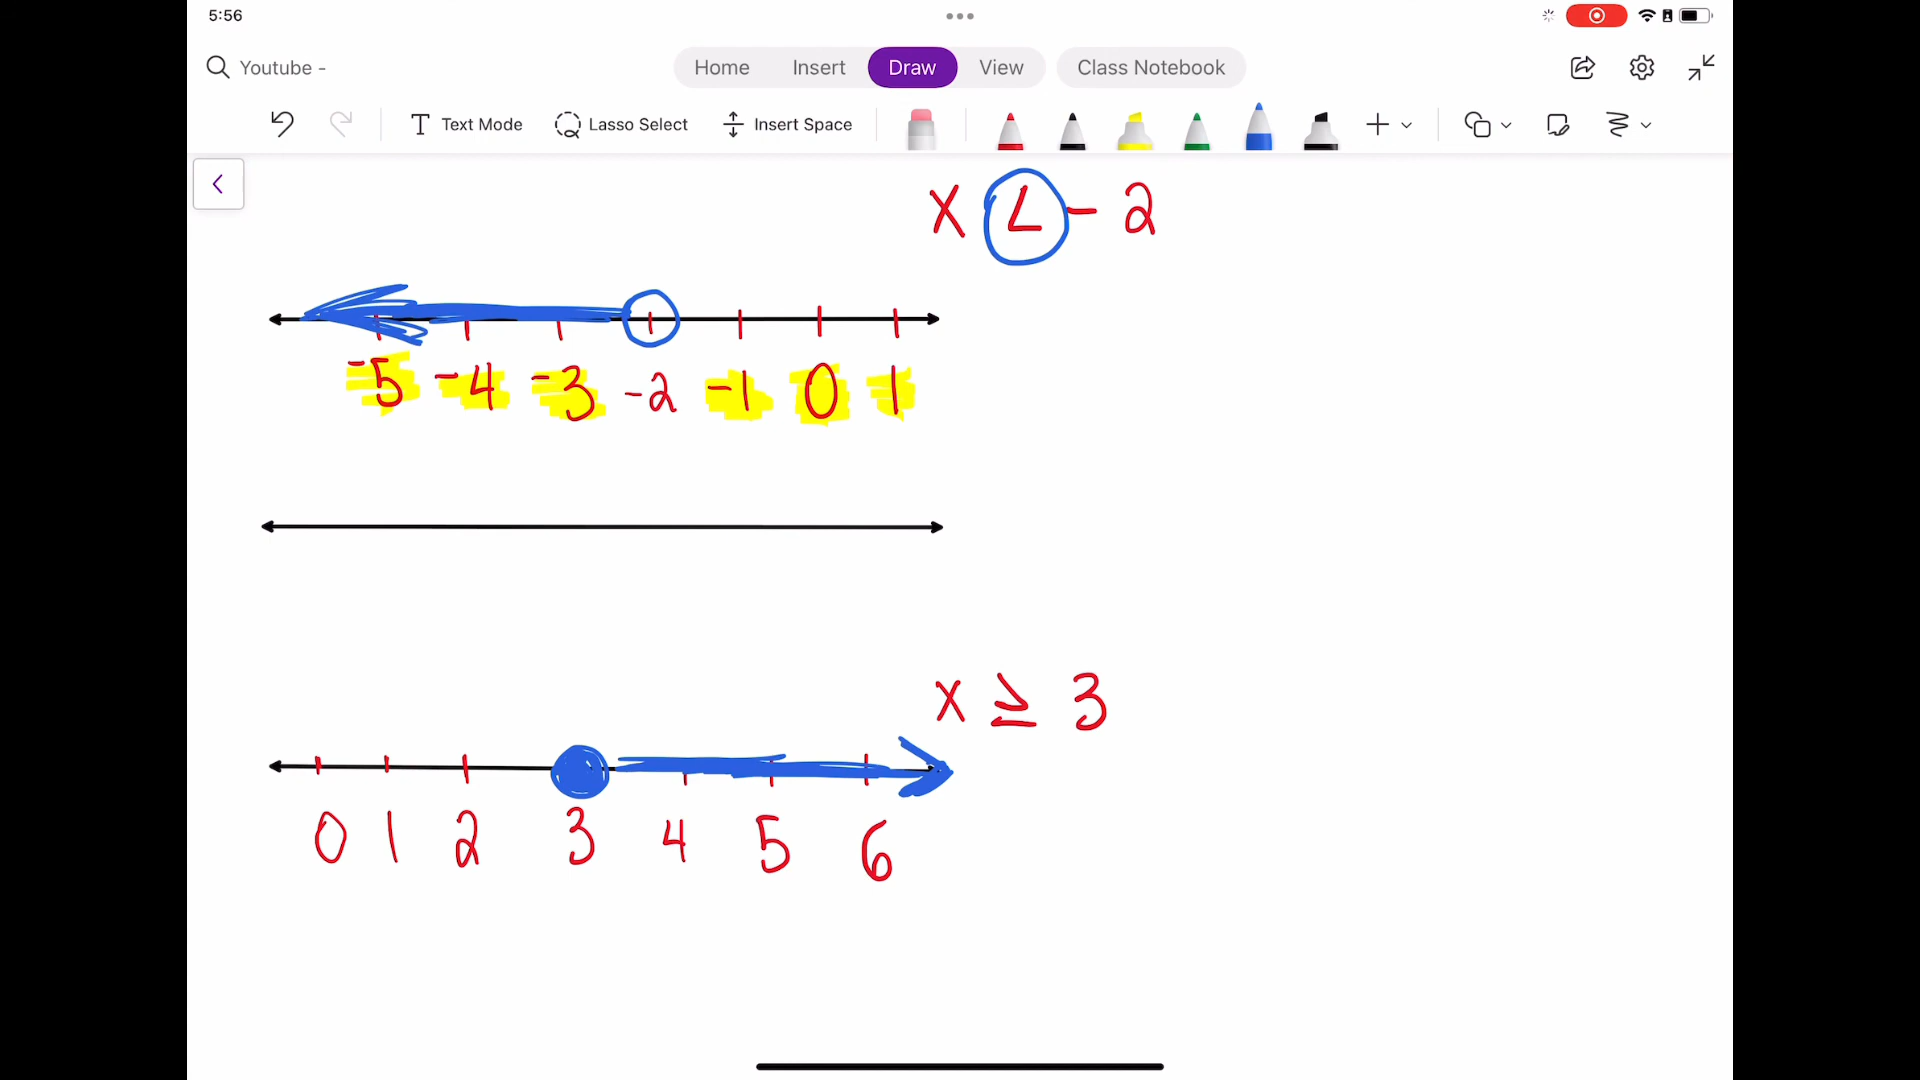 5:56
Youtube -
Home Insert Draw View Class Notebook
Text Mode Lasso Select Insert Space
x < - 2
-5 -4 -3 -2 -1 0 1
x ≥ 3
0 1 2 3 4 5 6